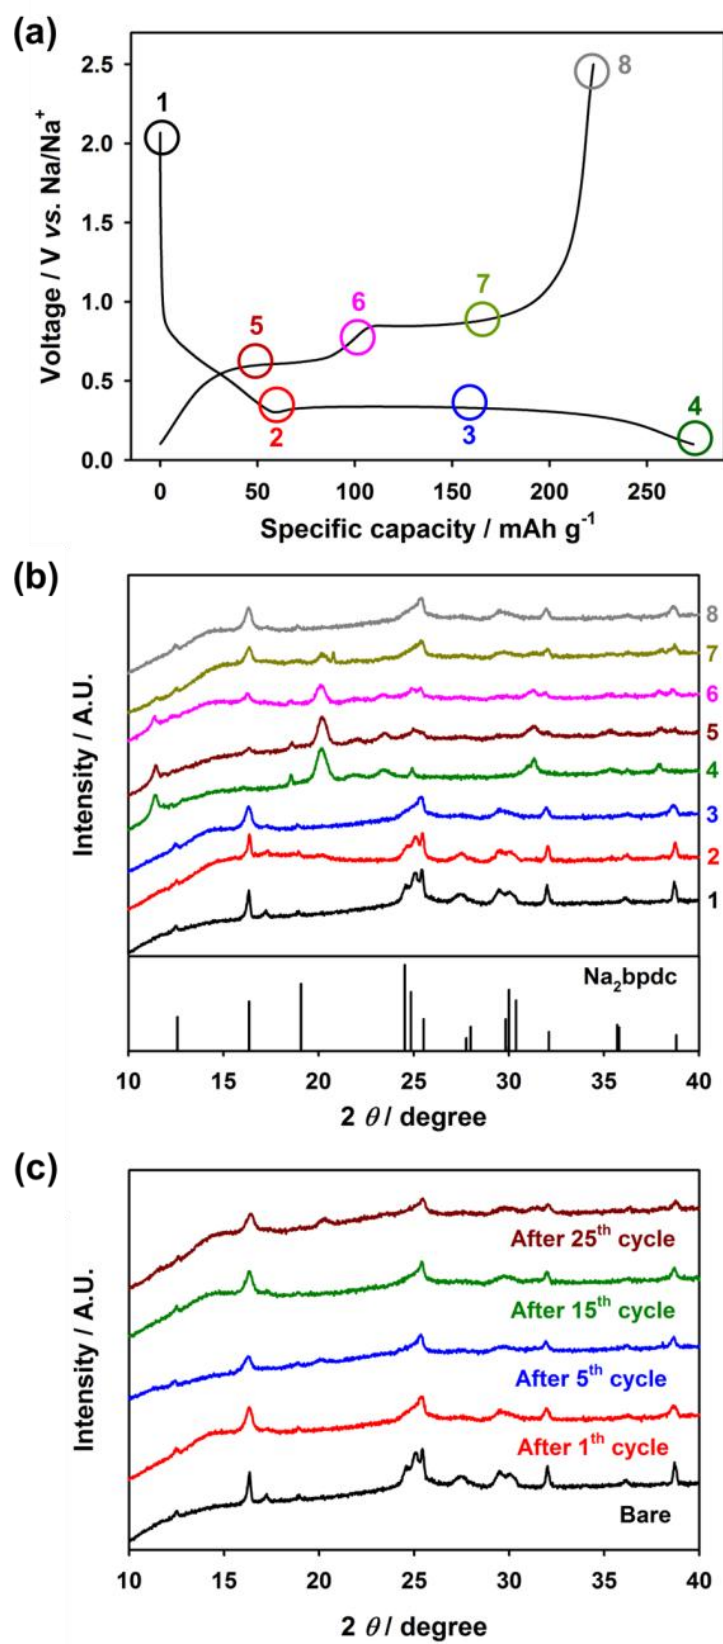 (a)
Voltage / V vs. Na/Na+
2.5
2.0
1.5
1.0
0.5
0.0
1
8
7
6
5
2
3
4
0 50 100 150 200 250
Specific capacity / mAh g-1
(b)
Intensity / A.U.
8
7
6
5
4
3
2
1
Na2bpdc
10 15 20 25 30 35 40
2 θ / degree
(c)
Intensity / A.U.
After 25th cycle
After 15th cycle
After 5th cycle
After 1th cycle
Bare
10 15 20 25 30 35 40
2 θ / degree